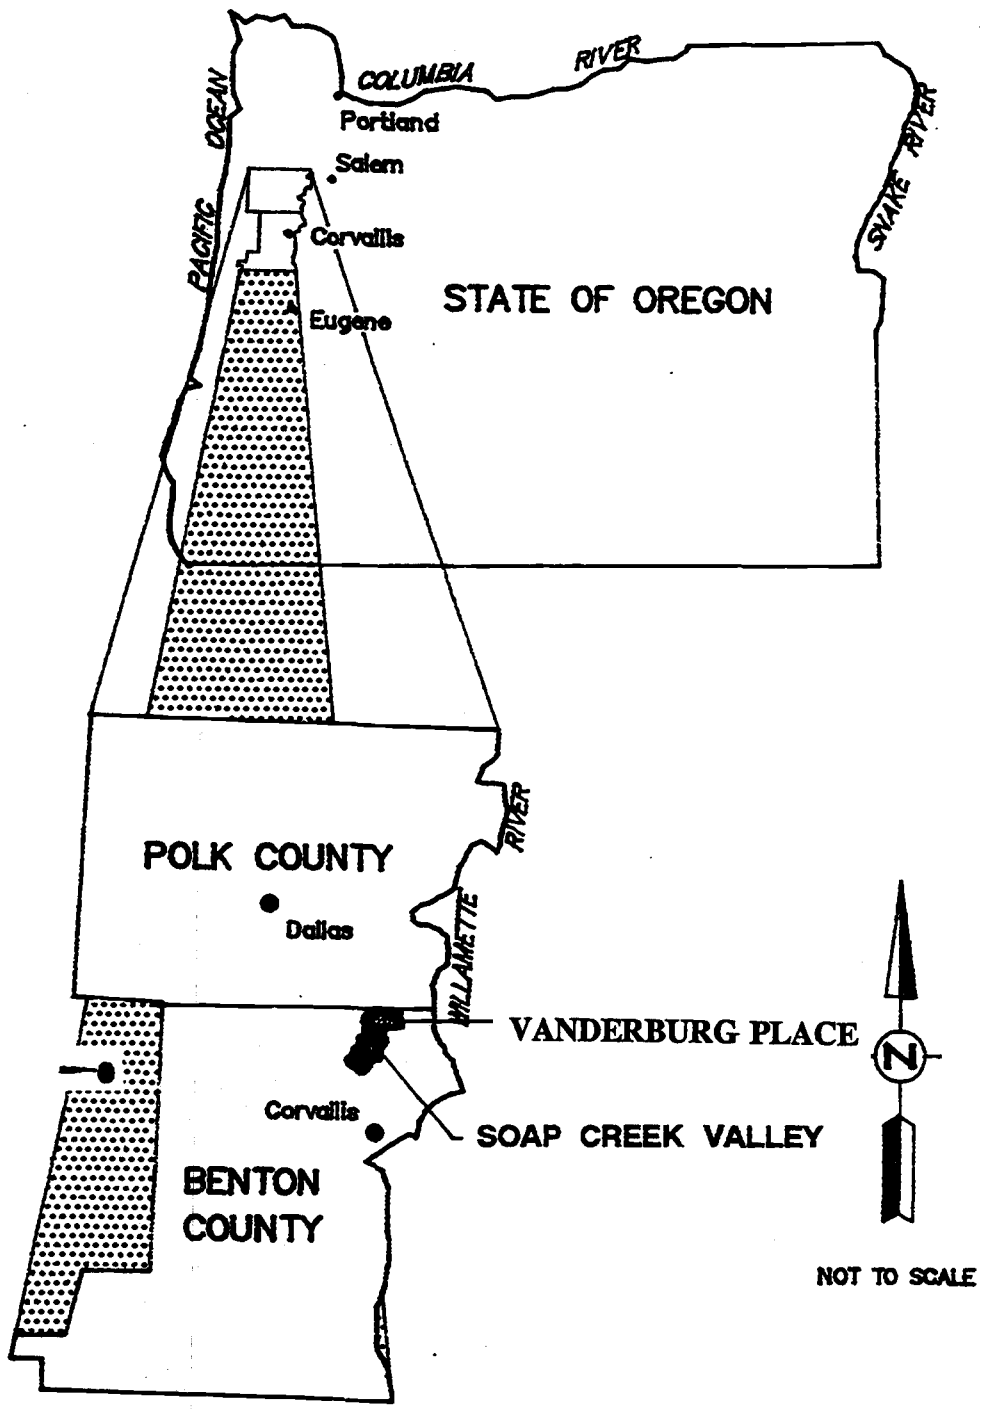 COLUMBIA RIVER
PACIFIC OCEAN
SNAKE RIVER
Portland
Salem
Corvallis
Eugene
STATE OF OREGON
POLK COUNTY
Dallas
WILLAMETTE RIVER
VANDERBURG PLACE
SOAP CREEK VALLEY
Corvallis
BENTON
COUNTY
N
NOT TO SCALE